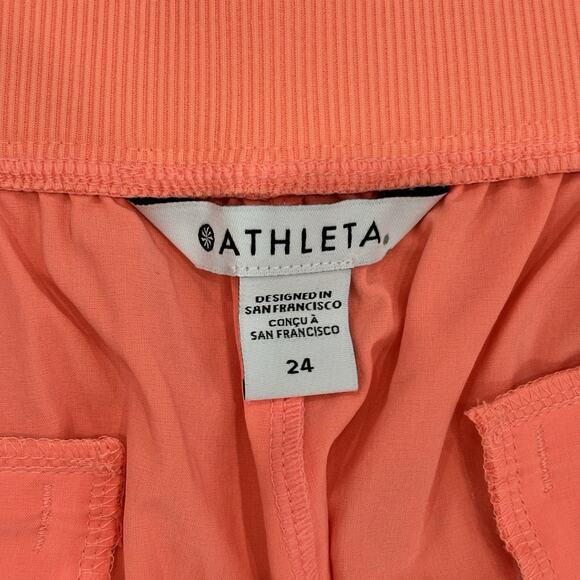 ATHLETA
DESIGNED IN
SAN FRANCISCO
CONÇU À
SAN FRANCISCO
24